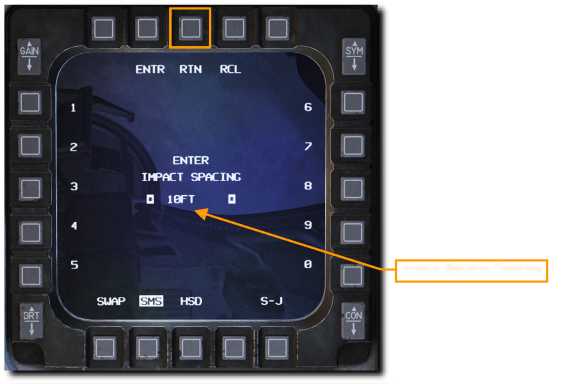 GAIN
SYM
ENTR RTN RCL
1 6
2 7
ENTER
IMPACT SPACING
3 8
10FT
4 9
5 0
SWAP SMS HSD S-J
BRT
CON